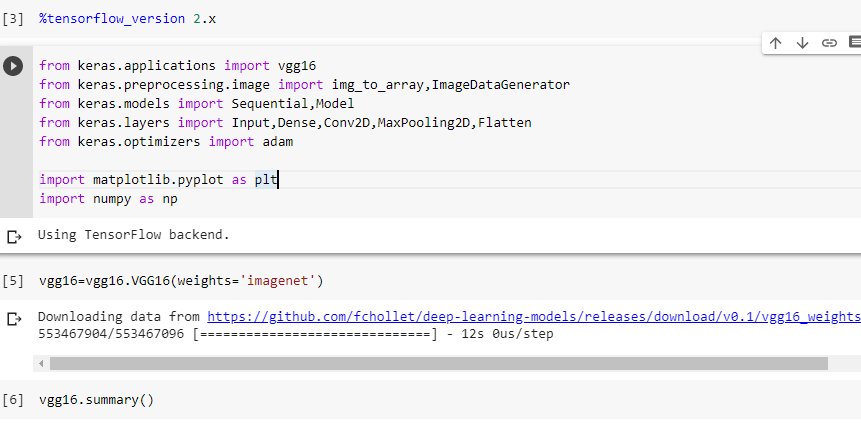 [3] %tensorflow_version 2.x
from keras.applications import vgg16
from keras.preprocessing.image import img_to_array,ImageDataGenerator
from keras.models import Sequential,Model
from keras.layers import Input,Dense,Conv2D,MaxPooling2D,Flatten
from keras.optimizers import adam
import matplotlib.pyplot as plt
import numpy as np
Using TensorFlow backend.
[5] vgg16=vgg16.VGG16(weights='imagenet')
Downloading data from https://github.com/fchollet/deep-learning-models/releases/download/v0.1/vgg16_weights
553467904/553467096 [==============================] - 12s 0us/step
[6] vgg16.summary()